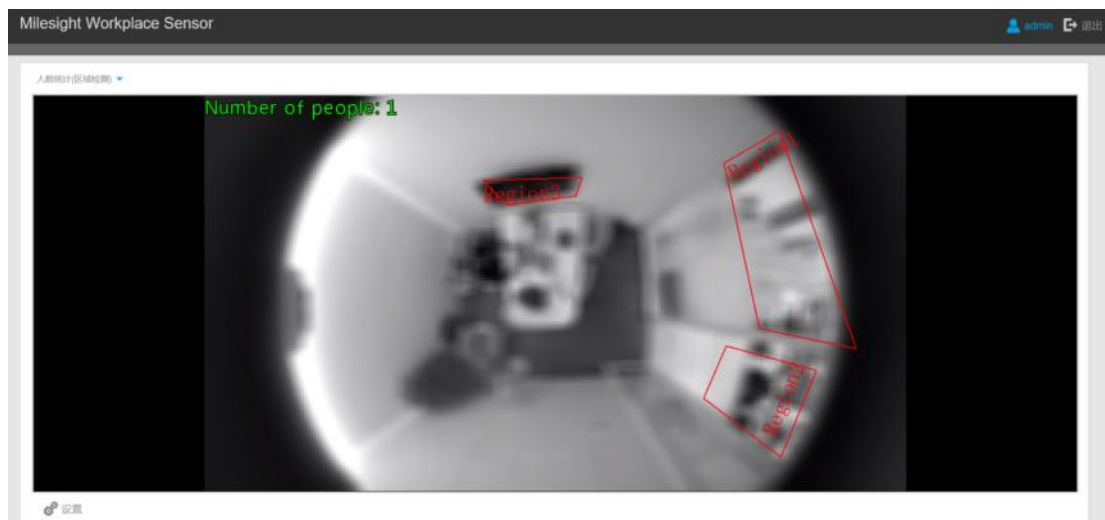 Milesight Workplace Sensor
admin 退出
人数统计(区域检测)
Number of people: 1
Region1
Region3
Region2
设置